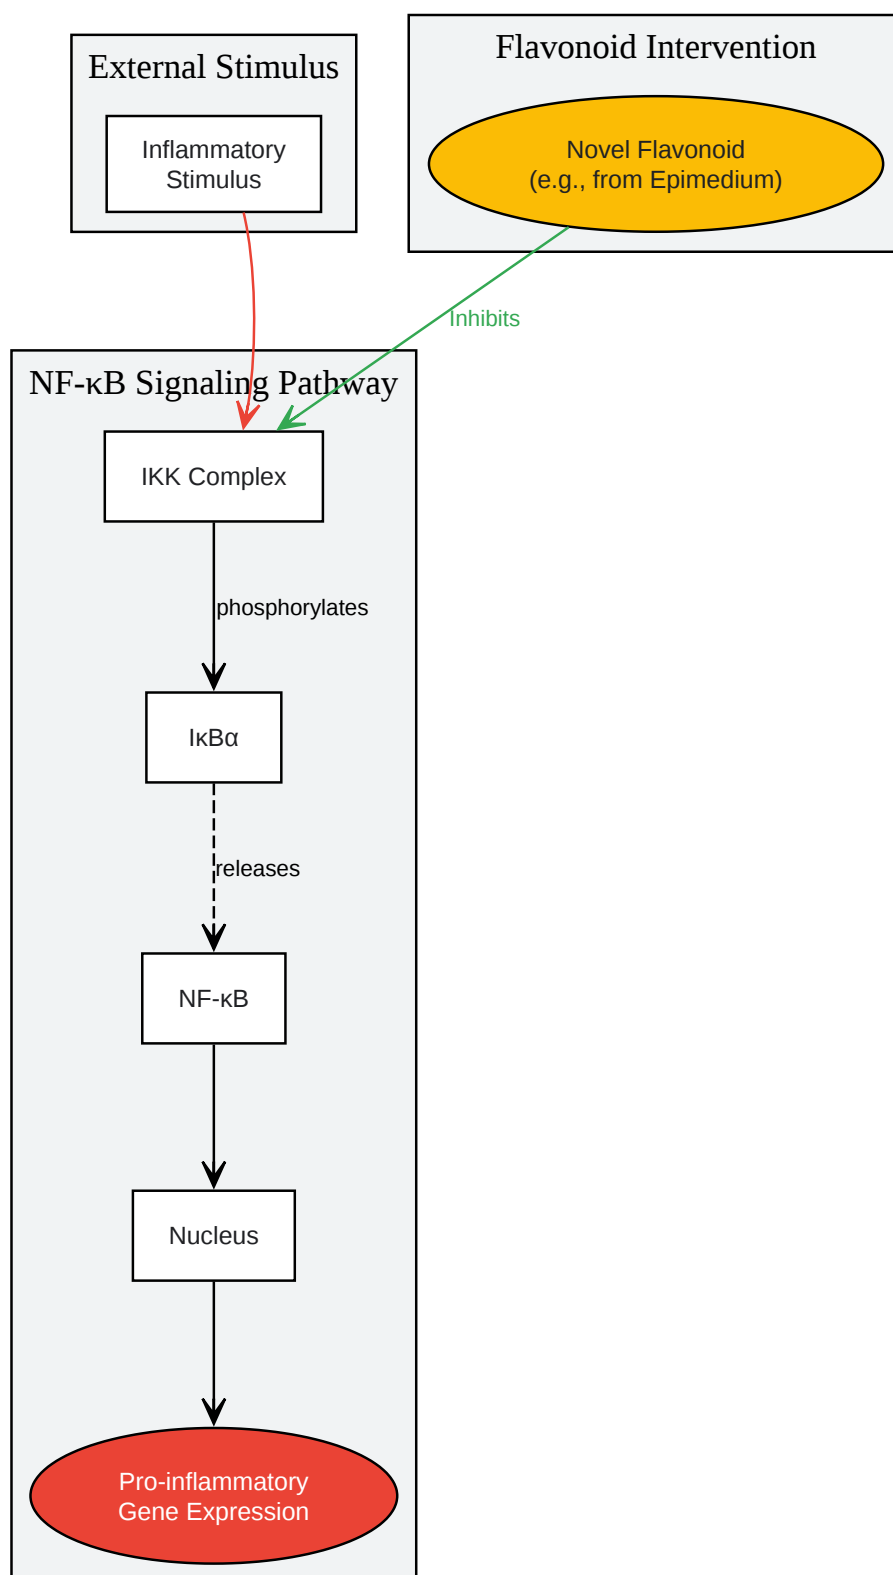 External Stimulus
Inflammatory
Stimulus
Flavonoid Intervention
Novel Flavonoid
(e.g., from Epimedium)
Inhibits
NF-κB Signaling Pathway
IKK Complex
phosphorylates
IκBα
releases
NF-κB
Nucleus
Pro-inflammatory
Gene Expression